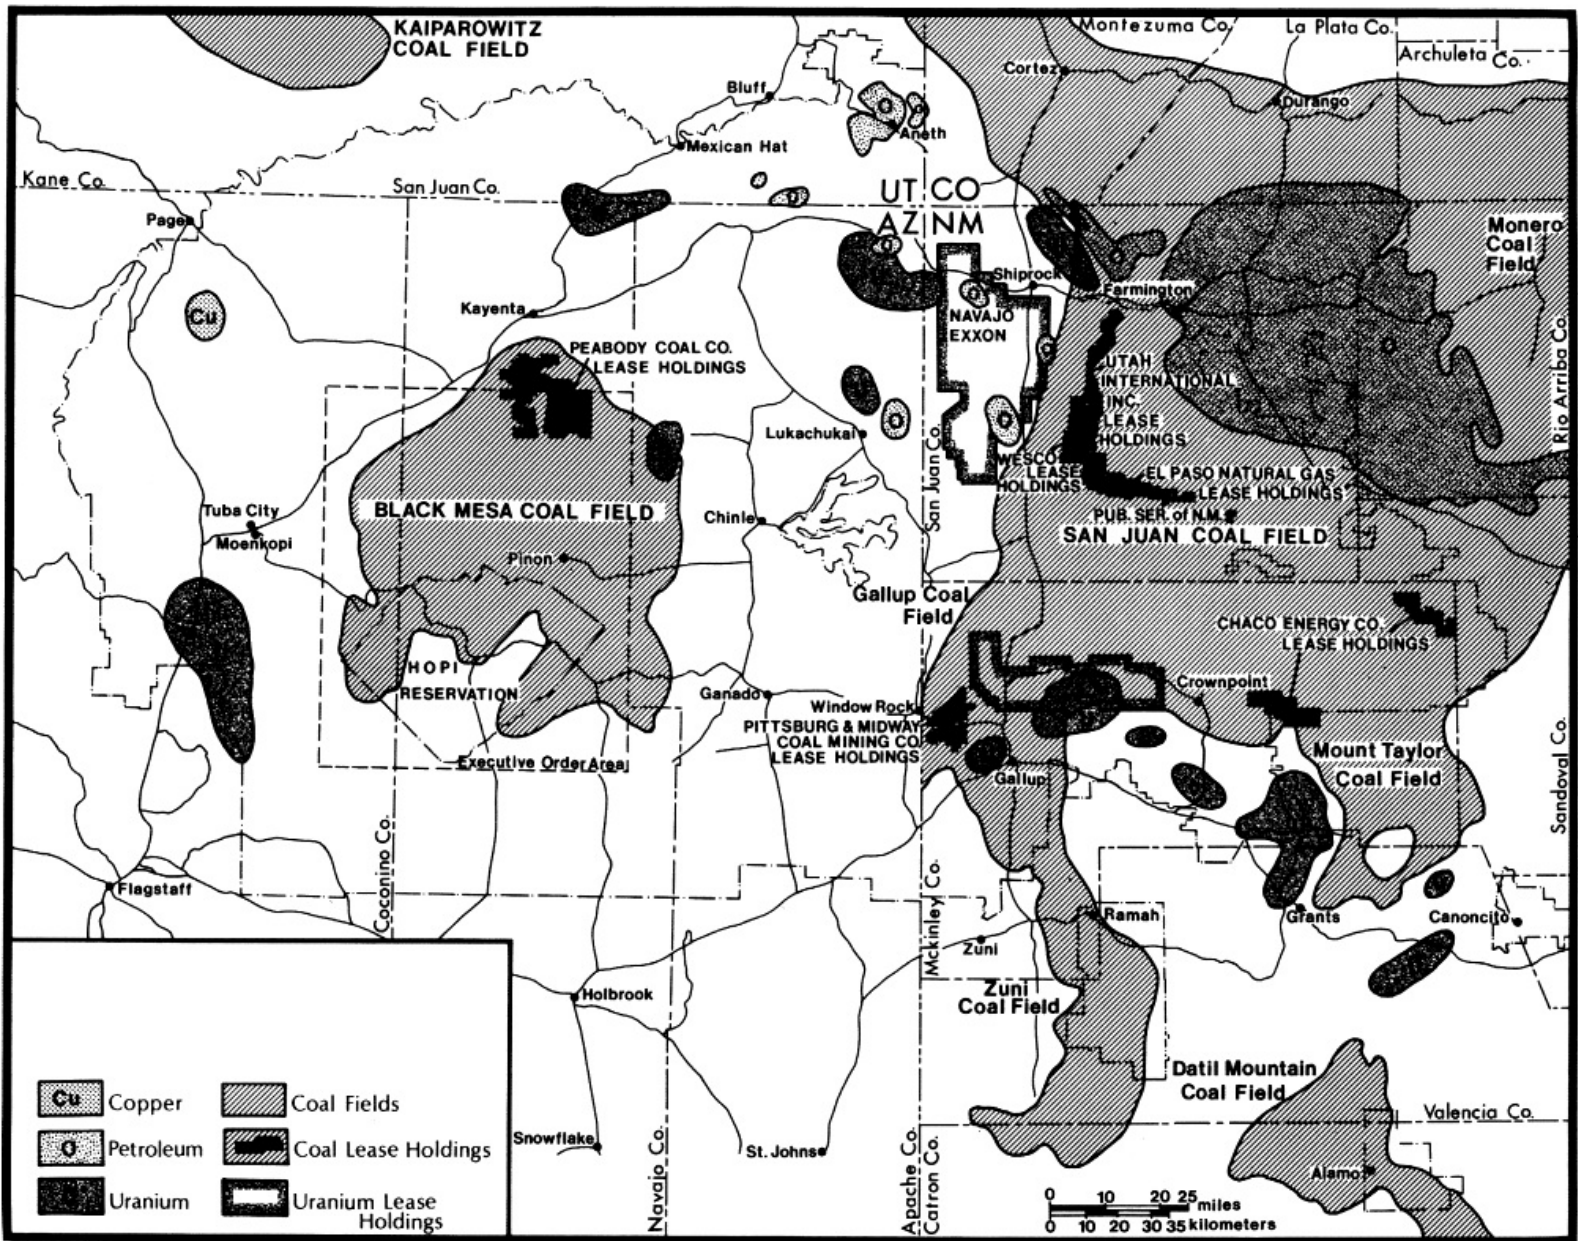 KAIPAROWITZ
COAL FIELD
Montezuma Co.
La Plata Co.
Archuleta Co.
Cortez
Durango
Bluff
Aneth
Mexican Hat
Kane Co.
San Juan Co.
UT CO
AZ NM
Page
Monero
Coal
Field
Shiprock
Farmington
Cu
Kayenta
NAVAJO
EXXON
PEABODY COAL CO.
LEASE HOLDINGS
UTAH
INTERNATIONAL
INC.
LEASE
HOLDINGS
Rio Arriba Co.
Lukachukai
San Juan Co.
WESCO
LEASE
HOLDINGS
EL PASO NATURAL GAS
LEASE HOLDINGS
BLACK MESA COAL FIELD
Tuba City
Moenkopi
Chinle
PUB. SER. of N.M.
SAN JUAN COAL FIELD
Pinon
Gallup Coal
Field
CHACO ENERGY CO.
LEASE HOLDINGS
HOPI
RESERVATION
Ganado
Crownpoint
Window Rock
PITTSBURG & MIDWAY
COAL MINING CO.
LEASE HOLDINGS
Executive Order Area
Gallup
Mount Taylor
Coal Field
Sandoval Co.
Coconino Co.
Flagstaff
Mckinley Co.
Ramah
Grants
Canoncito
Zuni
Holbrook
Zuni
Coal Field
Datil Mountain
Coal Field
Valencia Co.
Snowflake
Navajo Co.
St. Johns
Apache Co.
Catron Co.
Alamo
0 10 20 25 miles
0 10 20 30 35 kilometers
Cu Copper
O Petroleum
U Uranium
Coal Fields
Coal Lease Holdings
Uranium Lease
Holdings